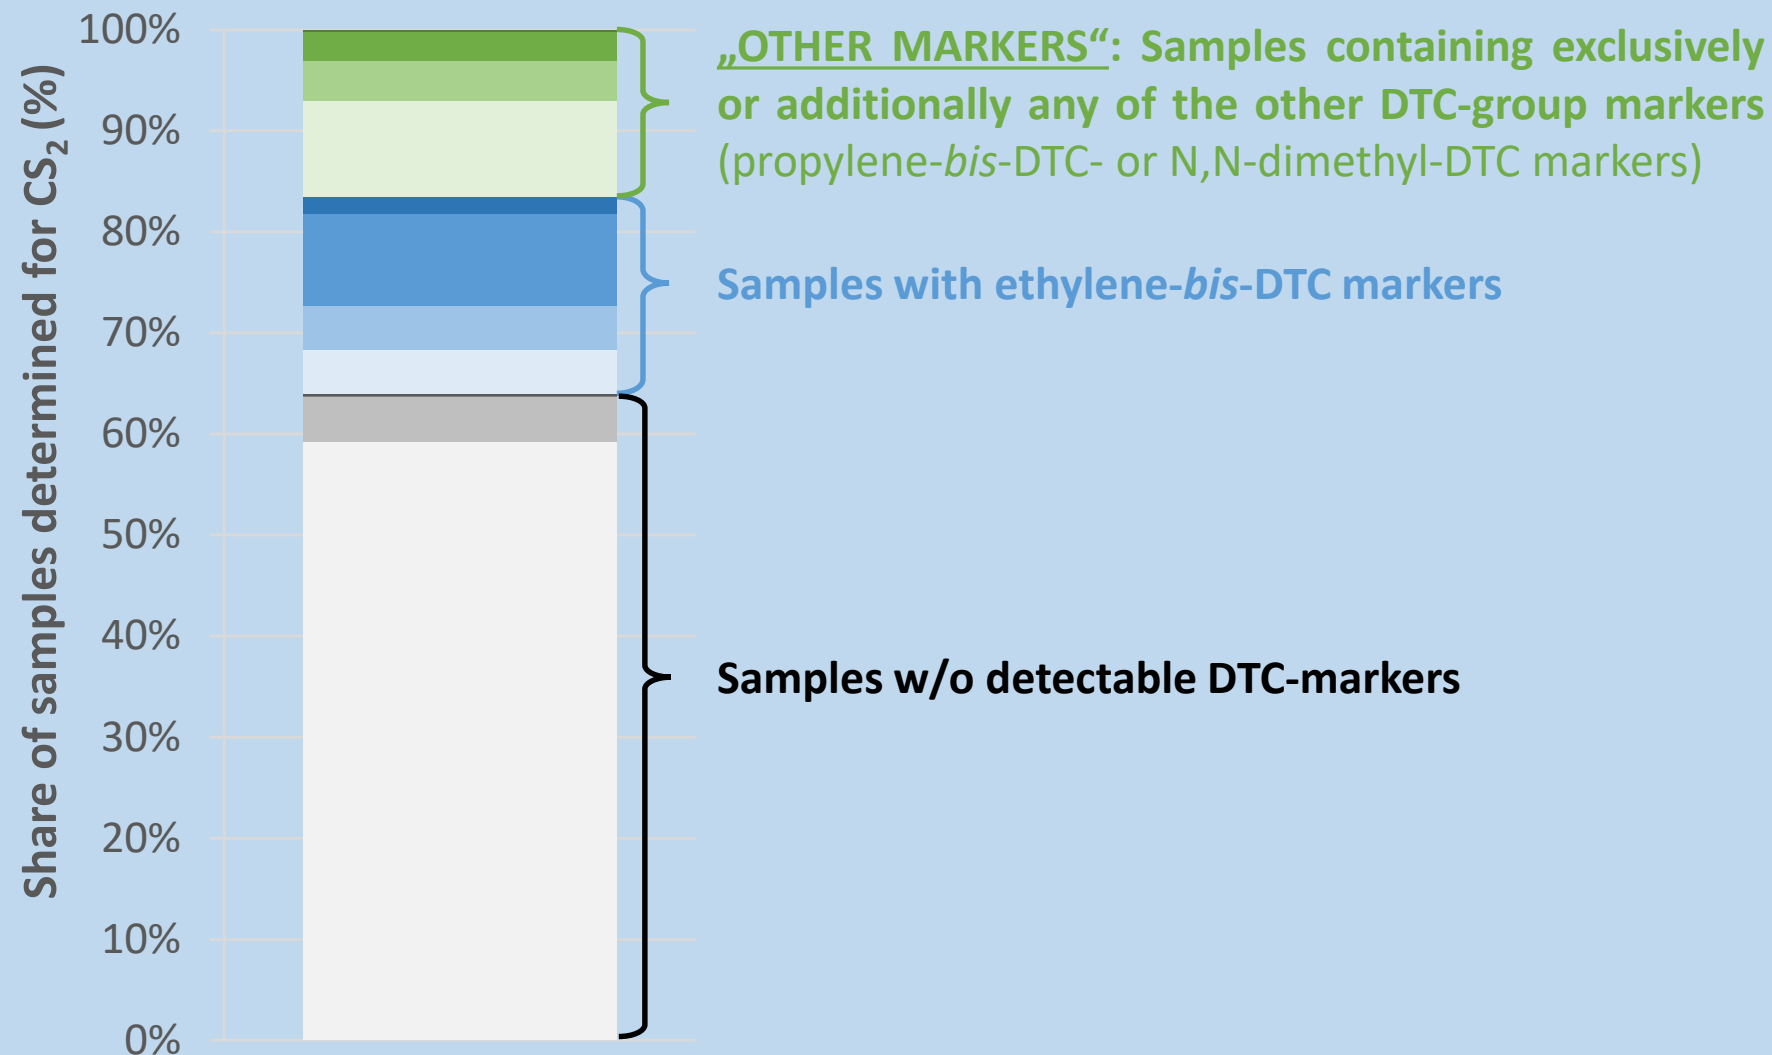 Share of samples determined for CS₂ (%)
100%
90%
80%
70%
60%
50%
40%
30%
20%
10%
0%
„OTHER MARKERS“: Samples containing exclusively
or additionally any of the other DTC-group markers
(propylene-bis-DTC- or N,N-dimethyl-DTC markers)
Samples with ethylene-bis-DTC markers
Samples w/o detectable DTC-markers